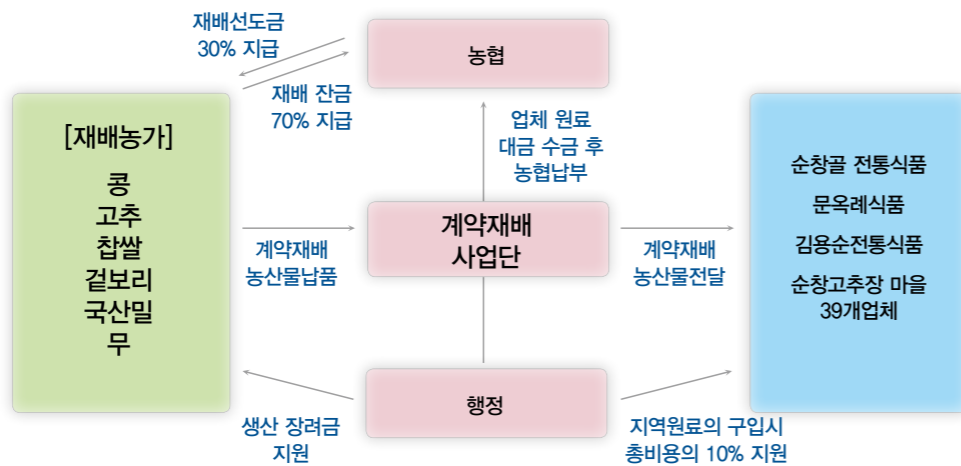 재배선도금
30% 지급
농협
재배 잔금
70% 지급
업체 원료
대금 수금 후
농협납부
[재배농가]
콩
고추
찹쌀
겉보리
국산밀
무
계약재배
농산물납품
계약재배
사업단
계약재배
농산물전달
순창골 전통식품
문옥례식품
김용순전통식품
순창고추장 마을
39개업체
행정
생산 장려금
지원
지역원료의 구입시
총비용의 10% 지원